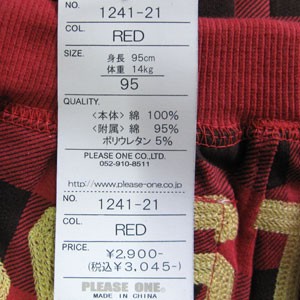 NO. 1241-21
COL. RED
SIZE.
身長 95cm
体重 14kg
95
QUALITY.
〈本体〉綿 100%
〈附属〉綿 95%
ポリウレタン 5%
PLEASE ONE CO.,LTD.
052-910-8511
http://www.please-one.co.jp
NO. 1241-21
COL. RED
PRICE. ¥2,900-
(税込¥3,045-)
PLEASE ONE.
MADE IN CHINA